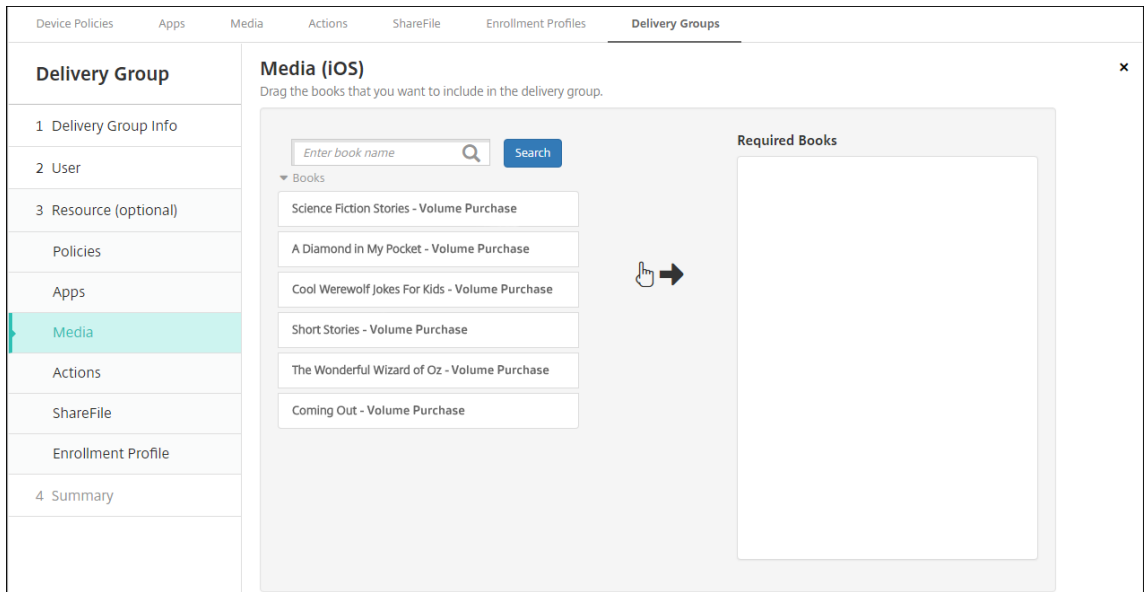 Device Policies Apps Media Actions ShareFile Enrollment Profiles Delivery Groups
Delivery Group
1 Delivery Group Info
2 User
3 Resource (optional)
Policies
Apps
Media
Actions
ShareFile
Enrollment Profile
4 Summary
Media (iOS)
Drag the books that you want to include in the delivery group.
Enter book name
Search
Books
Science Fiction Stories - Volume Purchase
A Diamond in My Pocket - Volume Purchase
Cool Werewolf Jokes For Kids - Volume Purchase
Short Stories - Volume Purchase
The Wonderful Wizard of Oz - Volume Purchase
Coming Out - Volume Purchase
Required Books